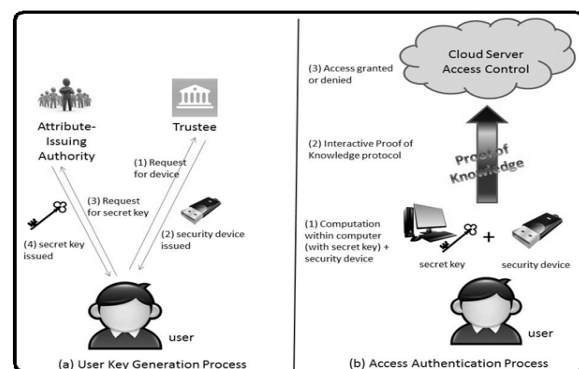 Attribute-
Issuing
Authority
Trustee
(1) Request
for device
(3) Request
for secret key
(4) secret key
issued
(2) security device
issued
user
(a) User Key Generation Process
Cloud Server
Access Control
(3) Access granted
or denied
(2) Interactive Proof of
Knowledge protocol
Proof of
Knowledge
(1) Computation
within computer
(with secret key) +
security device
+
secret key
security device
user
(b) Access Authentication Process